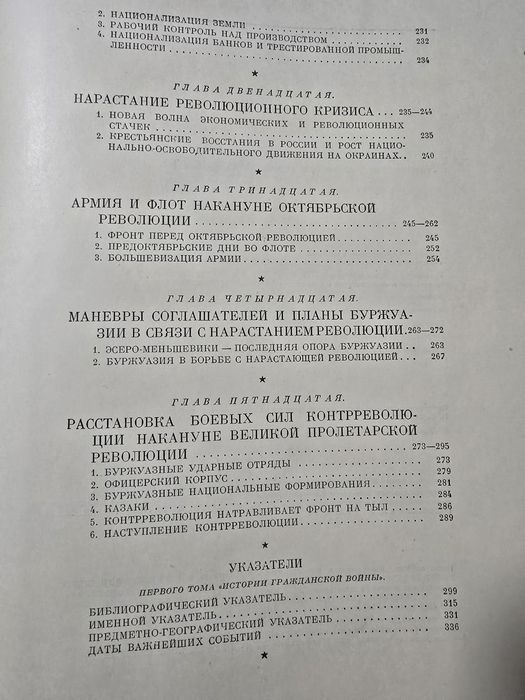 2. НАЦИОНАЛИЗАЦИЯ ЗЕМЛИ . . . 231
3. РАБОЧИЙ КОНТРОЛЬ НАД ПРОИЗВОДСТВОМ . . . 232
4. НАЦИОНАЛИЗАЦИЯ БАНКОВ И ТРЕСТИРОВАННОЙ ПРОМЫШ-
ЛЕННОСТИ . . . 234
★
ГЛАВА ДВЕНАДЦАТАЯ.
НАРАСТАНИЕ РЕВОЛЮЦИОННОГО КРИЗИСА . . . 235—244
1. НОВАЯ ВОЛНА ЭКОНОМИЧЕСКИХ И РЕВОЛЮЦИОННЫХ
СТАЧЕК . . . 235
2. КРЕСТЬЯНСКИЕ ВОССТАНИЯ В РОССИИ И РОСТ НАЦИО-
НАЛЬНО-ОСВОБОДИТЕЛЬНОГО ДВИЖЕНИЯ НА ОКРАИНАХ. . 240
★
ГЛАВА ТРИНАДЦАТАЯ.
АРМИЯ И ФЛОТ НАКАНУНЕ ОКТЯБРЬСКОЙ
РЕВОЛЮЦИИ . . . 245—262
1. ФРОНТ ПЕРЕД ОКТЯБРЬСКОЙ РЕВОЛЮЦИЕЙ . . . 245
2. ПРЕДОКТЯБРЬСКИЕ ДНИ ВО ФЛОТЕ . . . 252
3. БОЛЬШЕВИЗАЦИЯ АРМИИ . . . 254
★
ГЛАВА ЧЕТЫРНАДЦАТАЯ.
МАНЕВРЫ СОГЛАШАТЕЛЕЙ И ПЛАНЫ БУРЖУА-
ЗИИ В СВЯЗИ С НАРАСТАНИЕМ РЕВОЛЮЦИИ. 263—272
1. ЭСЕРО-МЕНЬШЕВИКИ — ПОСЛЕДНЯЯ ОПОРА БУРЖУАЗИИ . . 263
2. БУРЖУАЗИЯ В БОРЬБЕ С НАРАСТАЮЩЕЙ РЕВОЛЮЦИЕЙ . . . 267
★
ГЛАВА ПЯТНАДЦАТАЯ.
РАССТАНОВКА БОЕВЫХ СИЛ КОНТРРЕВОЛЮ-
ЦИИ НАКАНУНЕ ВЕЛИКОЙ ПРОЛЕТАРСКОЙ
РЕВОЛЮЦИИ . . . 273—295
1. БУРЖУАЗНЫЕ УДАРНЫЕ ОТРЯДЫ . . . 273
2. ОФИЦЕРСКИЙ КОРПУС . . . 279
3. БУРЖУАЗНЫЕ НАЦИОНАЛЬНЫЕ ФОРМИРОВАНИЯ . . . 281
4. КАЗАКИ . . . 284
5. КОНТРРЕВОЛЮЦИЯ НАТРАВЛИВАЕТ ФРОНТ НА ТЫЛ . . . 286
6. НАСТУПЛЕНИЕ КОНТРРЕВОЛЮЦИИ . . . 289
★
УКАЗАТЕЛИ
ПЕРВОГО ТОМА «ИСТОРИИ ГРАЖДАНСКОЙ ВОЙНЫ».
БИБЛИОГРАФИЧЕСКИЙ УКАЗАТЕЛЬ . . . 299
ИМЕННОЙ УКАЗАТЕЛЬ . . . 315
ПРЕДМЕТНО-ГЕОГРАФИЧЕСКИЙ УКАЗАТЕЛЬ . . . 331
ДАТЫ ВАЖНЕЙШИХ СОБЫТИЙ . . . 336
★